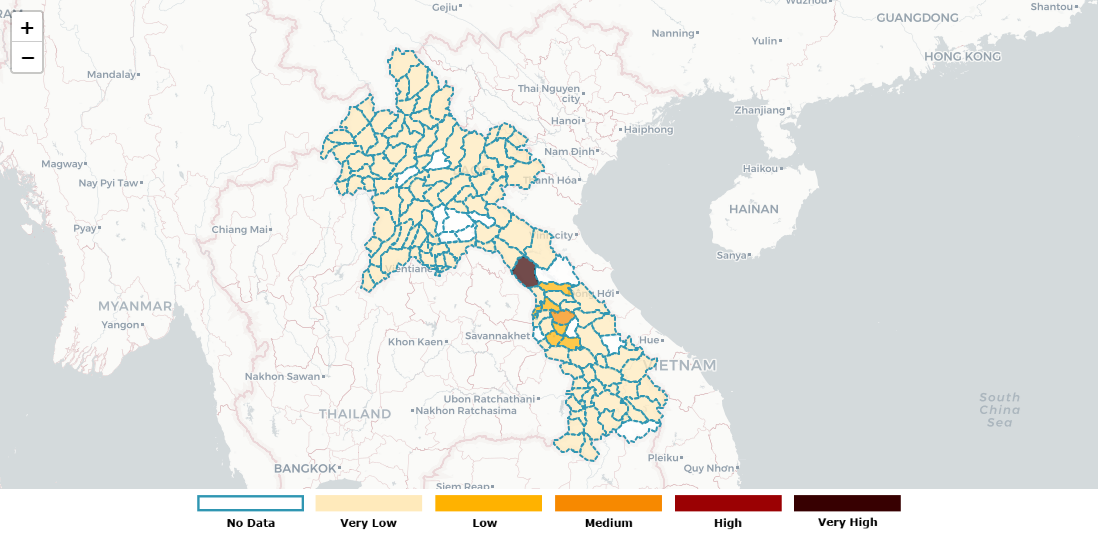 +
−
Gejiu
Wuzhou
Shantou
GUANGDONG
Nanning
Yulin
HONG KONG
Mandalay
Thai Nguyen
city
Zhanjiang
Hanoi
Haiphong
Nam Định
Magway
Haikou
Nay Pyi Taw
Thanh Hóa
HAINAN
Pyay
Chiang Mai
city
Sanya
Vientiane
MYANMAR
Yangon
Đồng Hới
Khon Kaen
Savannakhet
Hue
VIETNAM
Nakhon Sawan
Ubon Ratchathani
THAILAND
Nakhon Ratchasima
South
China
Sea
Pleiku
BANGKOK
Quy Nhơn
Siem Reap
No Data
Very Low
Low
Medium
High
Very High